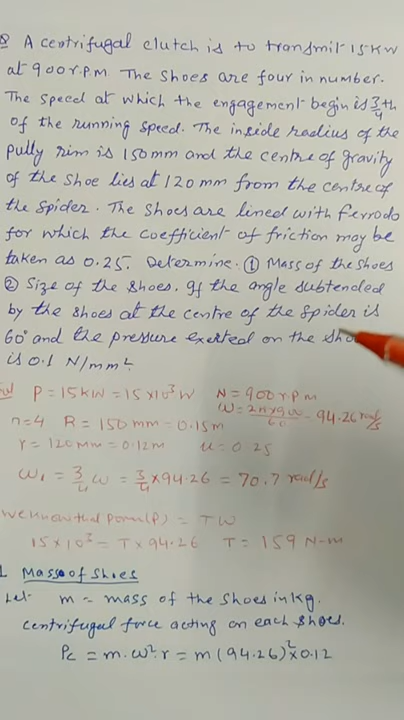 Q A centrifugal clutch is to transmit 15 KW
at 900 r.P.M The shoes are four in number.
The speed at which the engagement begin is 3/4 th
of the running speed. The inside radius of the
pully rim is 150 mm and the centre of gravity
of the shoe lies at 120 mm from the centre of
the spider. The shoes are lined with ferrodo
for which the coefficient of friction may be
taken as 0.25. Determine. ① Mass of the shoes
② Size of the shoes. If the angle subtended
by the shoes at the centre of the spider is
60° and the pressure exerted on the sho
is 0.1 N/mm²
P = 15 KW = 15 x 10³ W N = 900 r P m
n = 4 R = 150 mm = 0.15 m ω = 2π x 900/60 - 94.26 rad/s
r = 120 mm = 0.12 m u = 0.25
ω₁ = 3/4 ω = 3/4 x 94.26 = 70.7 rad/s
we know that Power (P) = T W
15 x 10³ = T x 94.26 T = 159 N-m
1 Mass of Shoes
Let m = mass of the shoes in kg.
centrifugal force acting on each shoes.
Pc = m. ω². r = m (94.26)² x 0.12